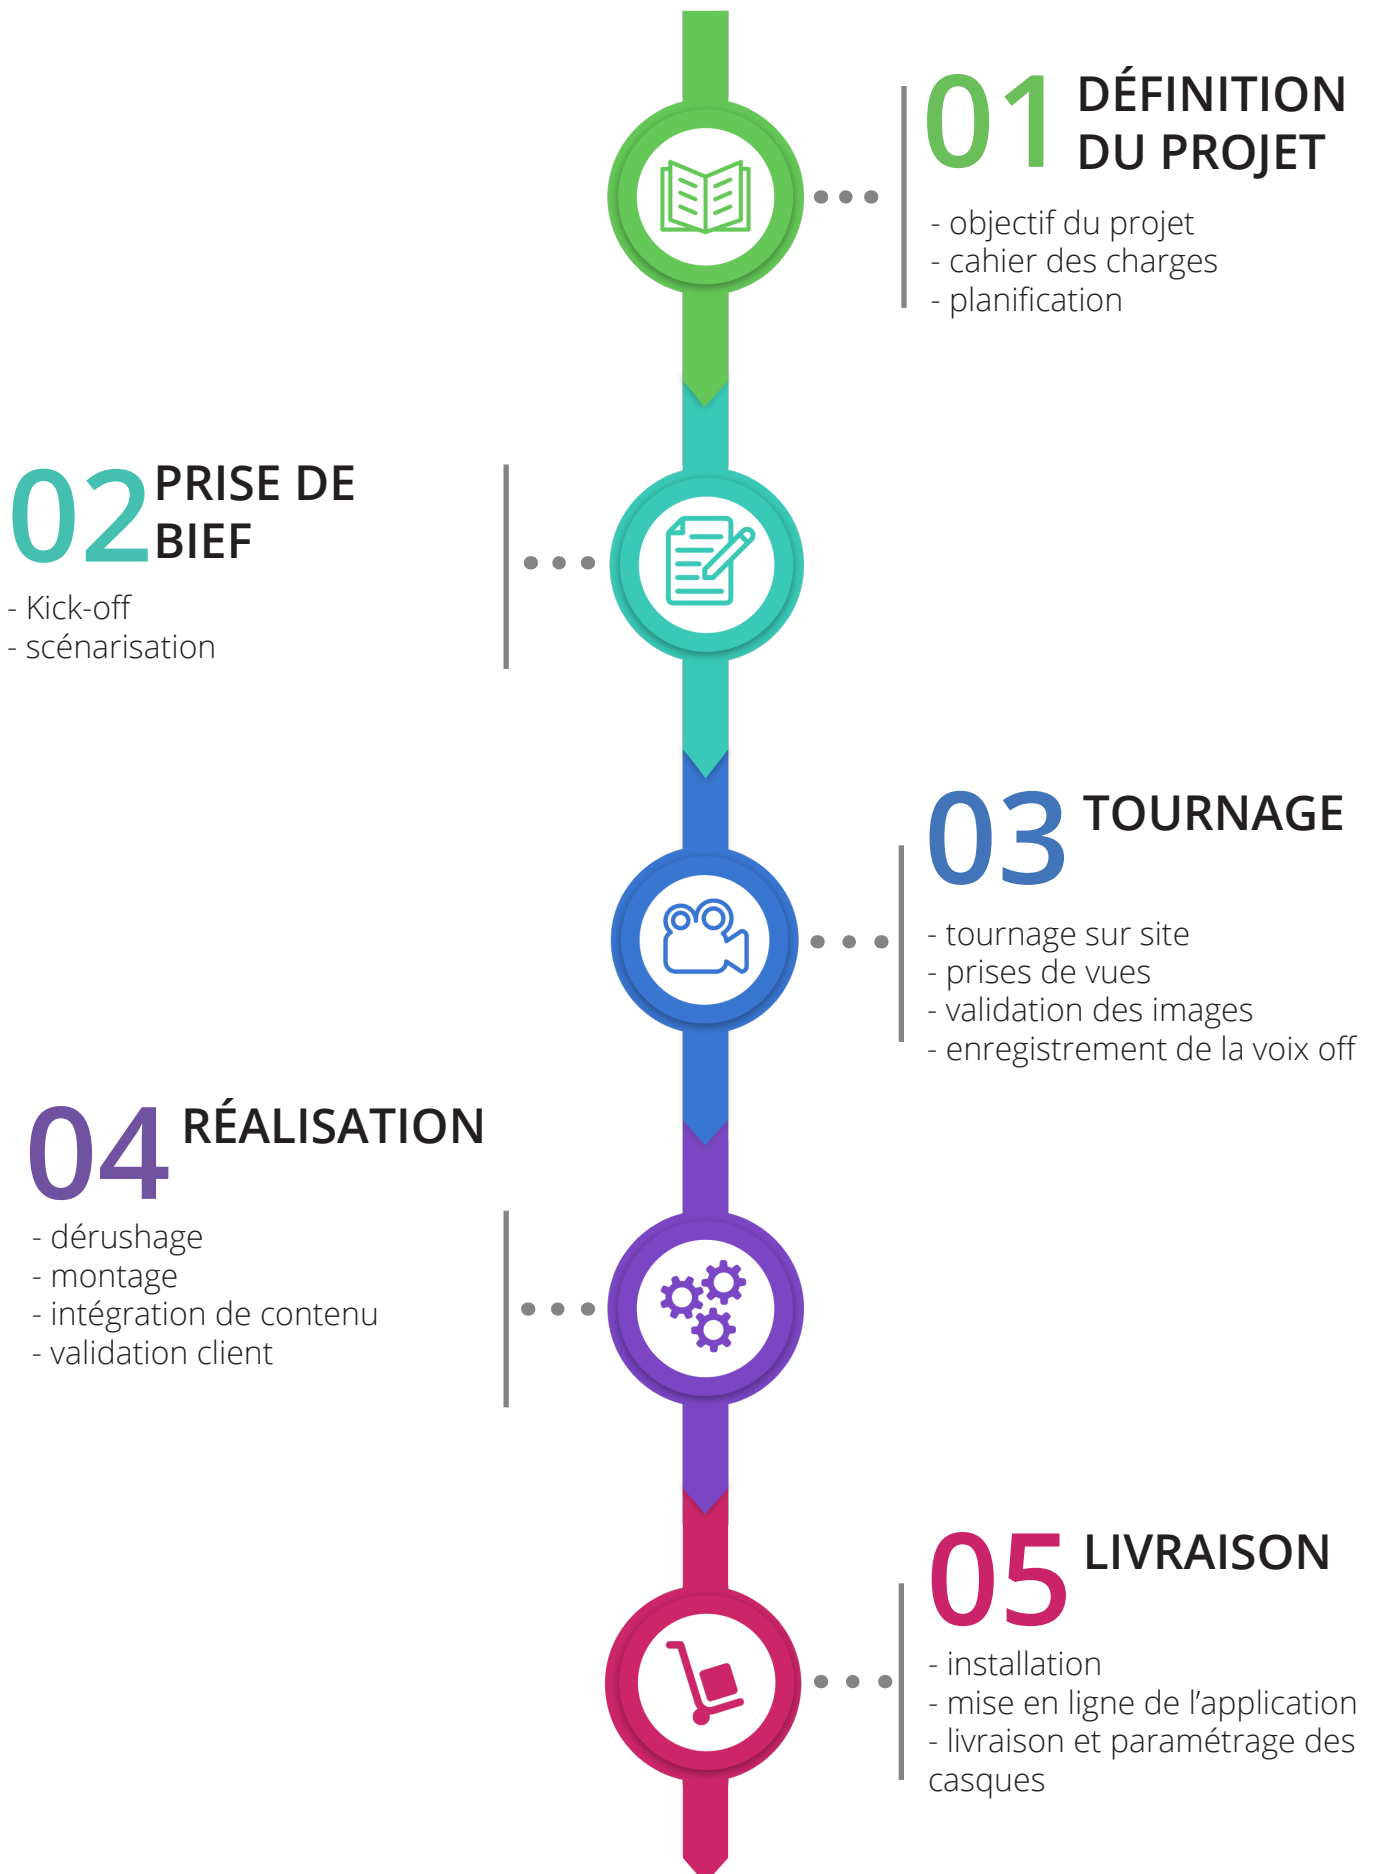 01 DÉFINITION
DU PROJET
- objectif du projet
- cahier des charges
- planification
02 PRISE DE
BIEF
- Kick-off
- scénarisation
03 TOURNAGE
- tournage sur site
- prises de vues
- validation des images
- enregistrement de la voix off
04 RÉALISATION
- dérushage
- montage
- intégration de contenu
- validation client
05 LIVRAISON
- installation
- mise en ligne de l’application
- livraison et paramétrage des
casques